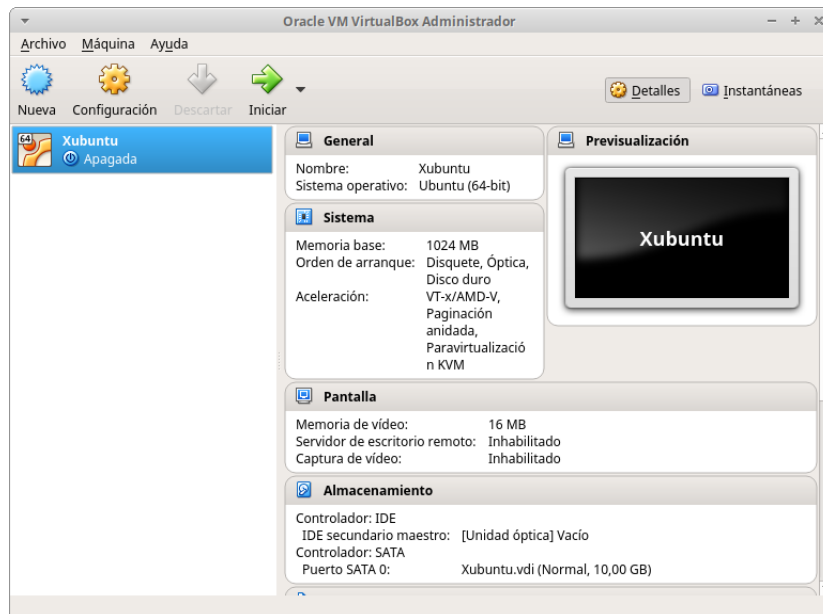 Oracle VM VirtualBox Administrador
Archivo Máquina Ayuda
Nueva Configuración Descartar Iniciar
Detalles Instantáneas
64
Xubuntu
Apagada
General
Nombre: Xubuntu
Sistema operativo: Ubuntu (64-bit)
Previsualización
Xubuntu
Sistema
Memoria base: 1024 MB
Orden de arranque: Disquete, Óptica,
Disco duro
Aceleración: VT-x/AMD-V,
Paginación
anidada,
Paravirtualizació
n KVM
Pantalla
Memoria de vídeo: 16 MB
Servidor de escritorio remoto: Inhabilitado
Captura de vídeo: Inhabilitado
Almacenamiento
Controlador: IDE
IDE secundario maestro: [Unidad óptica] Vacío
Controlador: SATA
Puerto SATA 0: Xubuntu.vdi (Normal, 10,00 GB)